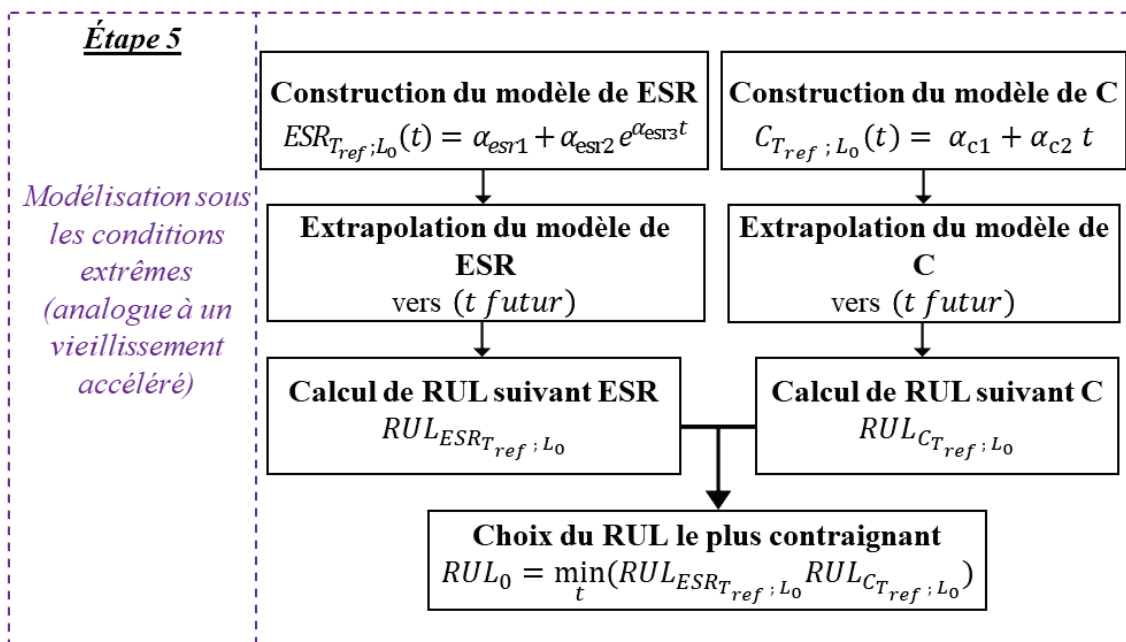 Étape 5
Modélisation sous
les conditions
extrêmes
(analogue à un
vieillissement
accéléré)
Construction du modèle de ESR
ESR_{T_{ref};L_0}(t) = α_{esr1} + α_{esr2} e^{α_{esr3}t}
Extrapolation du modèle de
ESR
vers (t futur)
Calcul de RUL suivant ESR
RUL_{ESR_{T_{ref};L_0}}
Construction du modèle de C
C_{T_{ref};L_0}(t) = α_{c1} + α_{c2} t
Extrapolation du modèle de
C
vers (t futur)
Calcul de RUL suivant C
RUL_{C_{T_{ref};L_0}}
Choix du RUL le plus contraignant
RUL_0 = min_t(RUL_{ESR_{T_{ref};L_0}} RUL_{C_{T_{ref};L_0}})